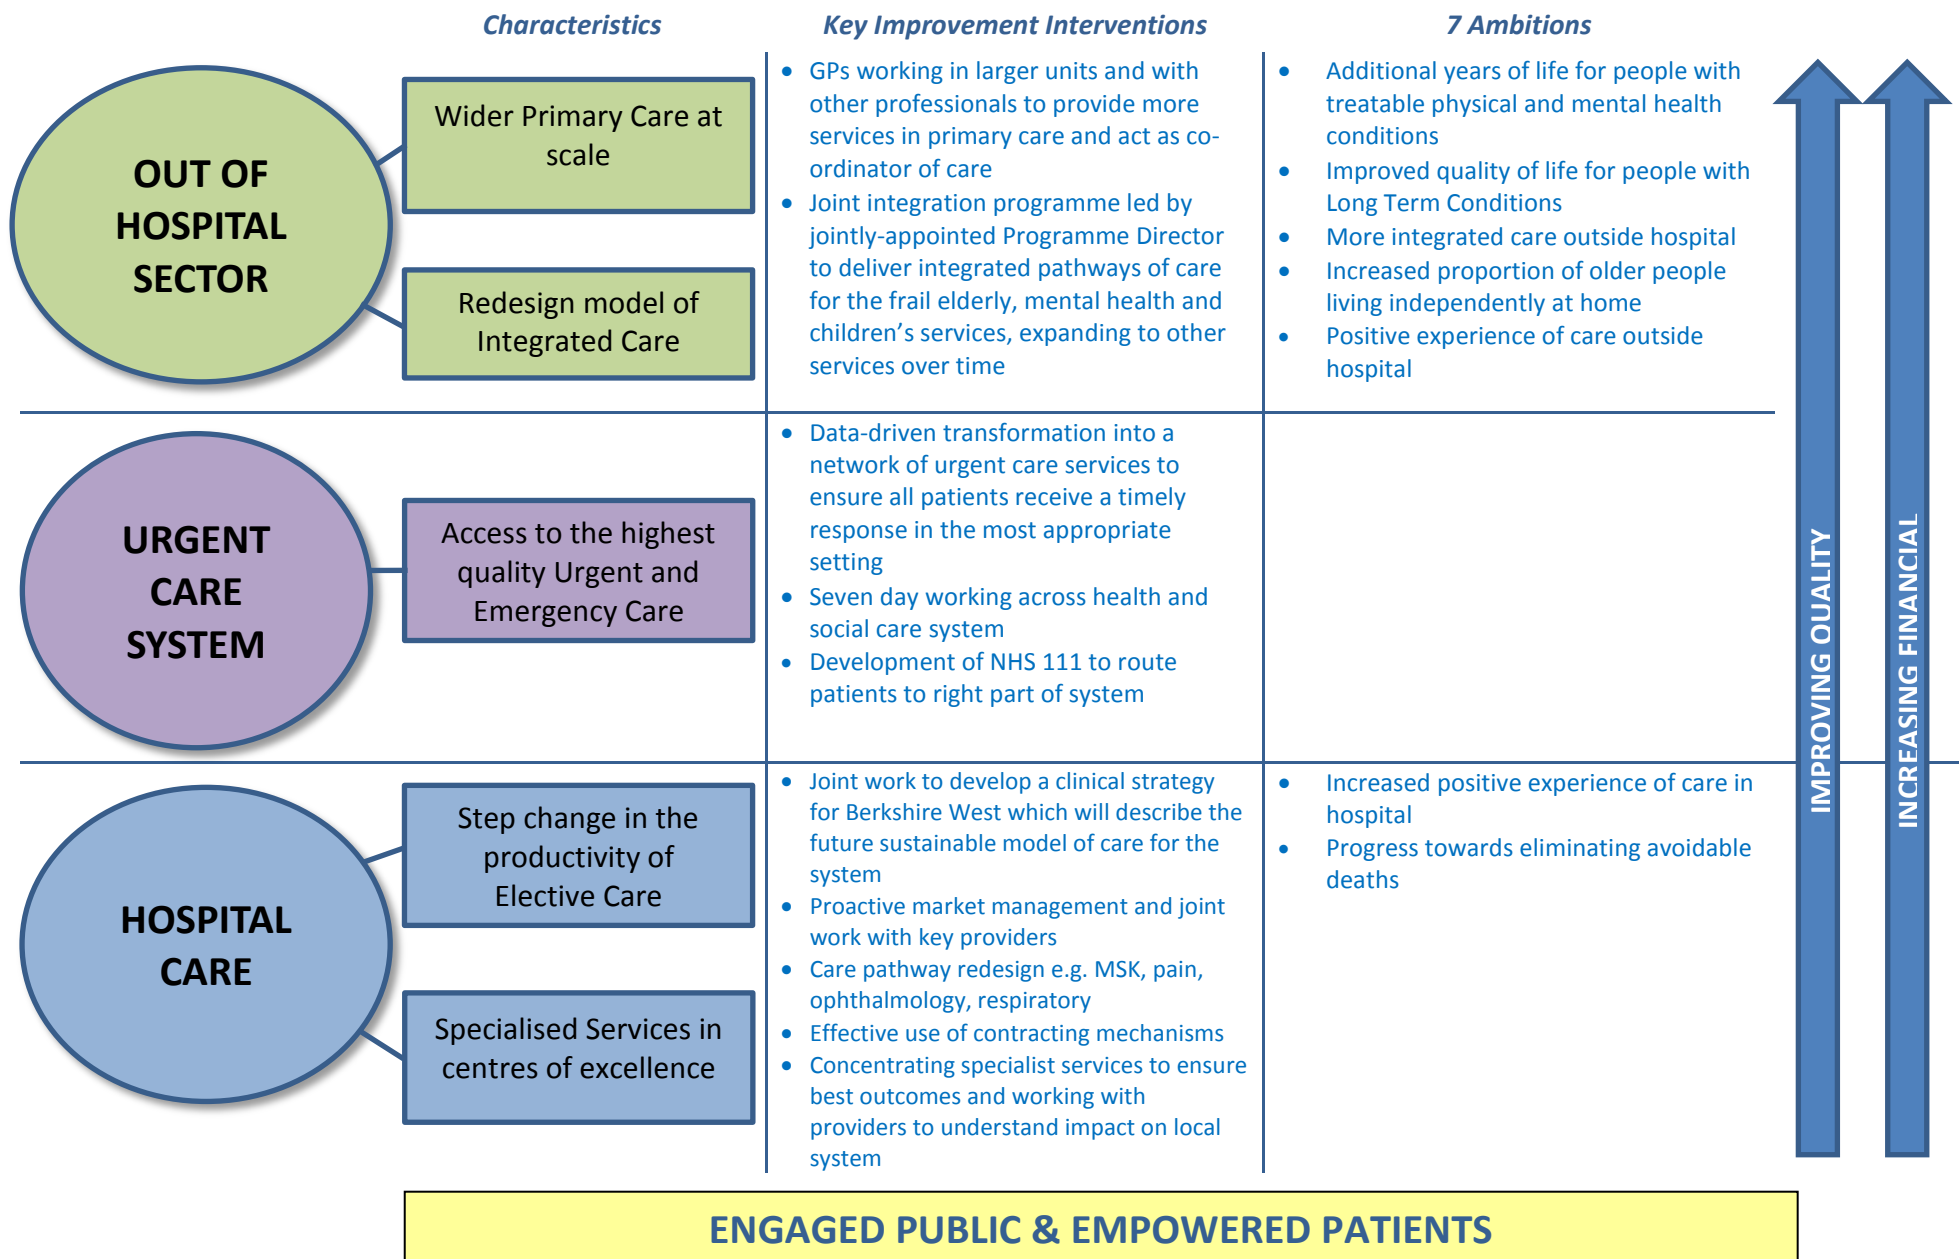 Characteristics
Key Improvement Interventions
7 Ambitions
OUT OF
HOSPITAL
SECTOR
Wider Primary Care at
scale
Redesign model of
Integrated Care
• GPs working in larger units and with
other professionals to provide more
services in primary care and act as co-
ordinator of care
• Joint integration programme led by
jointly-appointed Programme Director
to deliver integrated pathways of care
for the frail elderly, mental health and
children’s services, expanding to other
services over time
• Additional years of life for people with
treatable physical and mental health
conditions
• Improved quality of life for people with
Long Term Conditions
• More integrated care outside hospital
• Increased proportion of older people
living independently at home
• Positive experience of care outside
hospital
URGENT
CARE
SYSTEM
Access to the highest
quality Urgent and
Emergency Care
• Data-driven transformation into a
network of urgent care services to
ensure all patients receive a timely
response in the most appropriate
setting
• Seven day working across health and
social care system
• Development of NHS 111 to route
patients to right part of system
HOSPITAL
CARE
Step change in the
productivity of
Elective Care
Specialised Services in
centres of excellence
• Joint work to develop a clinical strategy
for Berkshire West which will describe the
future sustainable model of care for the
system
• Proactive market management and joint
work with key providers
• Care pathway redesign e.g. MSK, pain,
ophthalmology, respiratory
• Effective use of contracting mechanisms
• Concentrating specialist services to ensure
best outcomes and working with
providers to understand impact on local
system
• Increased positive experience of care in
hospital
• Progress towards eliminating avoidable
deaths
IMPROVING QUALITY
INCREASING FINANCIAL
ENGAGED PUBLIC & EMPOWERED PATIENTS